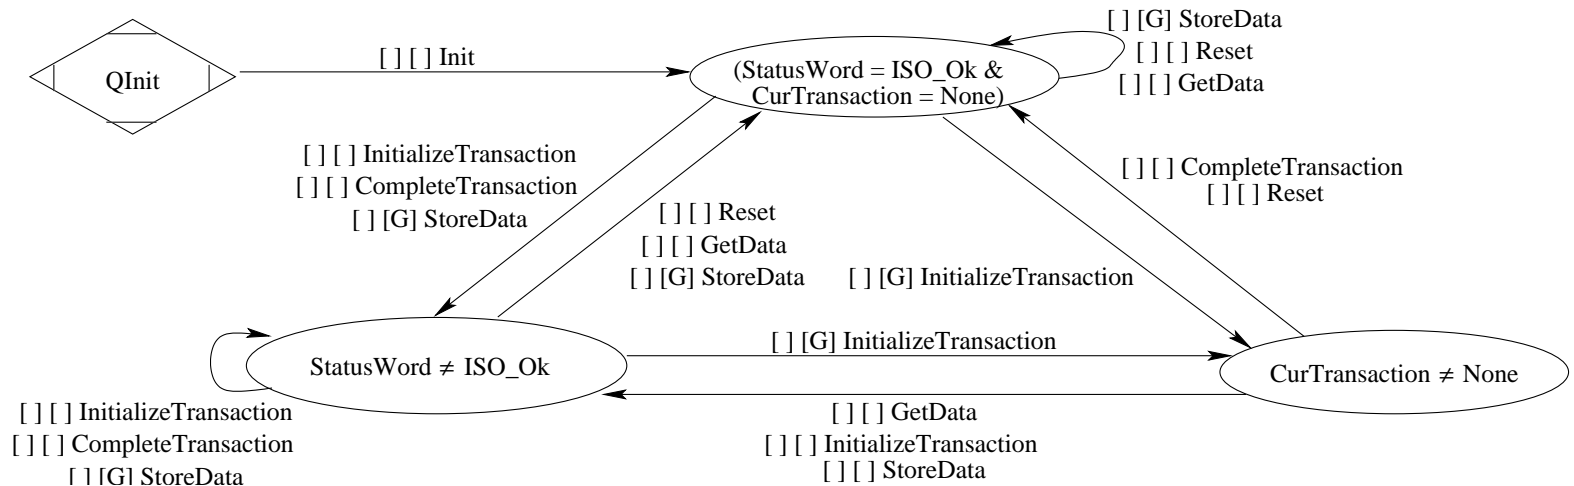 [ ] [G] StoreData
[ ] [ ] Reset
[ ] [ ] GetData
[ ] [ ] Init
QInit
(StatusWord = ISO_Ok &
CurTransaction = None)
[ ] [ ] InitializeTransaction
[ ] [ ] CompleteTransaction
[ ] [G] StoreData
[ ] [ ] Reset
[ ] [ ] GetData
[ ] [G] StoreData
[ ] [G] InitializeTransaction
[ ] [ ] CompleteTransaction
[ ] [ ] Reset
[ ] [G] InitializeTransaction
StatusWord ≠ ISO_Ok
CurTransaction ≠ None
[ ] [ ] InitializeTransaction
[ ] [ ] CompleteTransaction
[ ] [G] StoreData
[ ] [ ] GetData
[ ] [ ] InitializeTransaction
[ ] [ ] StoreData